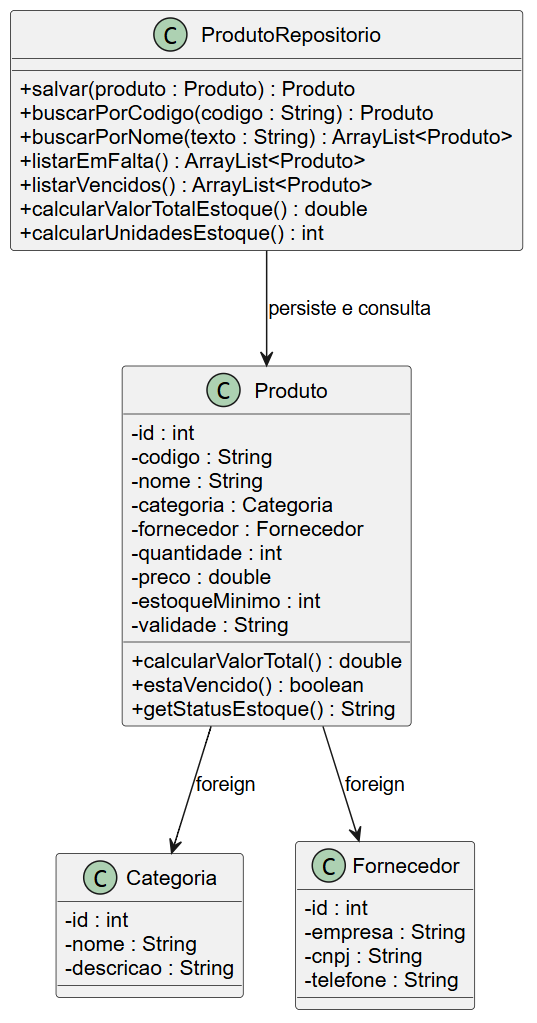 C ProdutoRepositorio
+salvar(produto : Produto) : Produto
+buscarPorCodigo(codigo : String) : Produto
+buscarPorNome(texto : String) : ArrayList<Produto>
+listarEmFalta() : ArrayList<Produto>
+listarVencidos() : ArrayList<Produto>
+calcularValorTotalEstoque() : double
+calcularUnidadesEstoque() : int
persiste e consulta
C Produto
-id : int
-codigo : String
-nome : String
-categoria : Categoria
-fornecedor : Fornecedor
-quantidade : int
-preco : double
-estoqueMinimo : int
-validade : String
+calcularValorTotal() : double
+estaVencido() : boolean
+getStatusEstoque() : String
foreign
foreign
C Categoria
-id : int
-nome : String
-descricao : String
C Fornecedor
-id : int
-empresa : String
-cnpj : String
-telefone : String